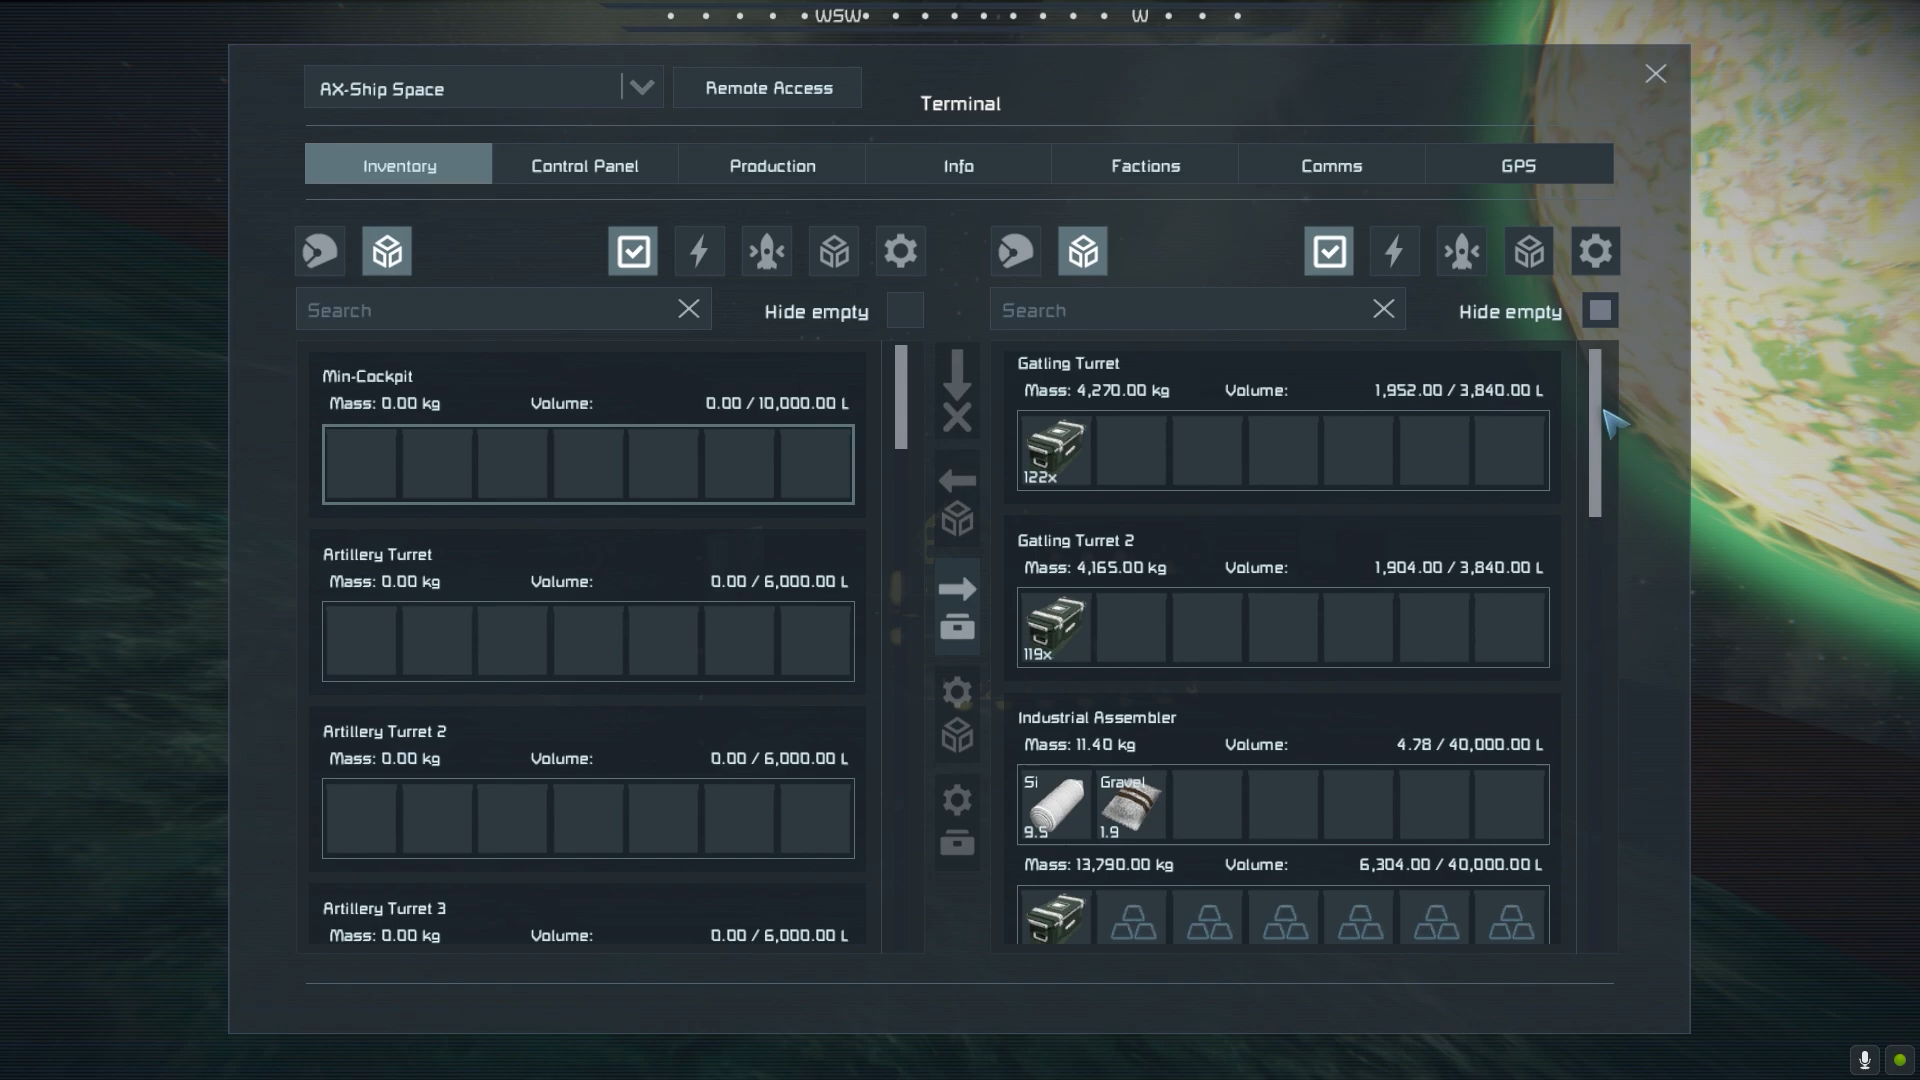 WSW W
AX-Ship Space
Remote Access
Terminal
Inventory
Control Panel
Production
Info
Factions
Comms
GPS
Search
Hide empty
Min-Cockpit
Mass: 0.00 kg Volume: 0.00 / 10,000.00 L
Artillery Turret
Mass: 0.00 kg Volume: 0.00 / 6,000.00 L
Artillery Turret 2
Mass: 0.00 kg Volume: 0.00 / 6,000.00 L
Artillery Turret 3
Mass: 0.00 kg Volume: 0.00 / 6,000.00 L
Search
Hide empty
Gatling Turret
Mass: 4,270.00 kg Volume: 1,952.00 / 3,840.00 L
122x
Gatling Turret 2
Mass: 4,165.00 kg Volume: 1,904.00 / 3,840.00 L
119x
Industrial Assembler
Mass: 11.40 kg Volume: 4.78 / 40,000.00 L
Si Gravel
9.5 1.9
Mass: 13,790.00 kg Volume: 6,304.00 / 40,000.00 L